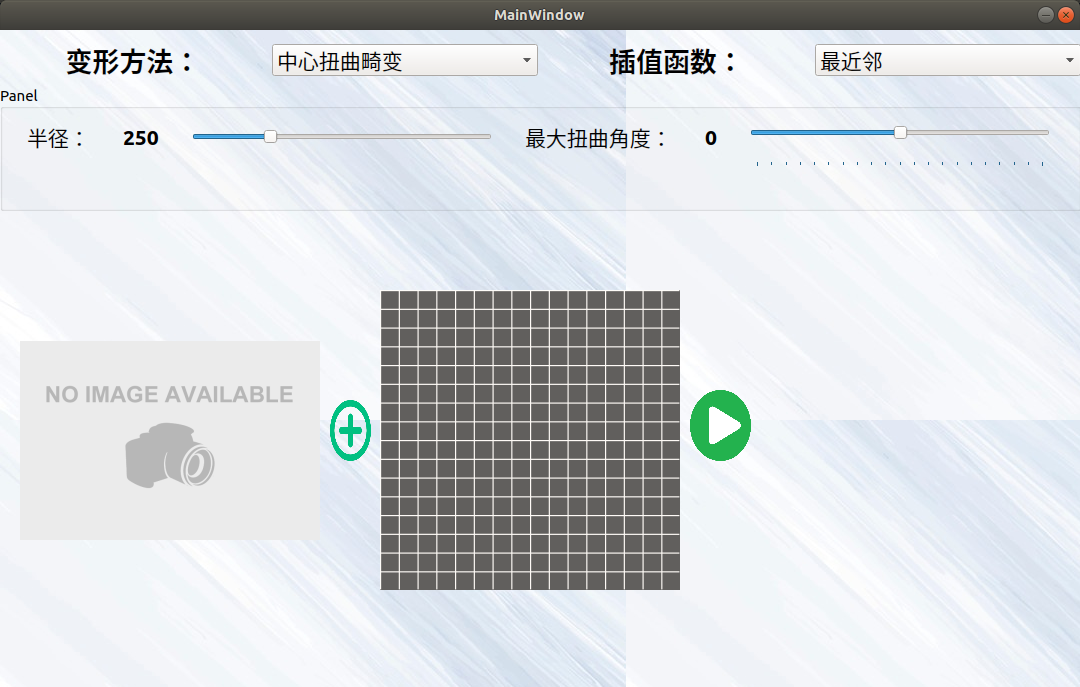 MainWindow
变形方法： 中心扭曲畸变 插值函数： 最近邻
Panel
半径： 250 最大扭曲角度： 0
NO IMAGE AVAILABLE